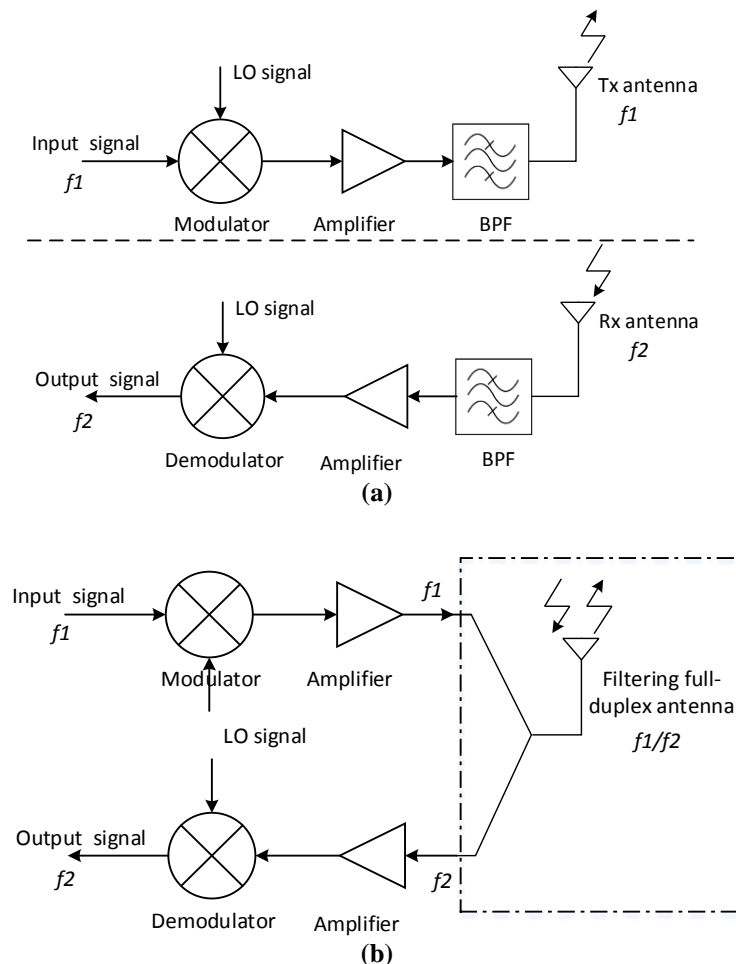 LO signal
Tx antenna
f1
Input signal
f1
Modulator
Amplifier
BPF
LO signal
Rx antenna
f2
Output signal
f2
Demodulator
Amplifier
BPF
(a)
Input signal
f1
f1
Modulator
Amplifier
Filtering full-
duplex antenna
f1/f2
LO signal
Output signal
f2
f2
Demodulator
Amplifier
(b)